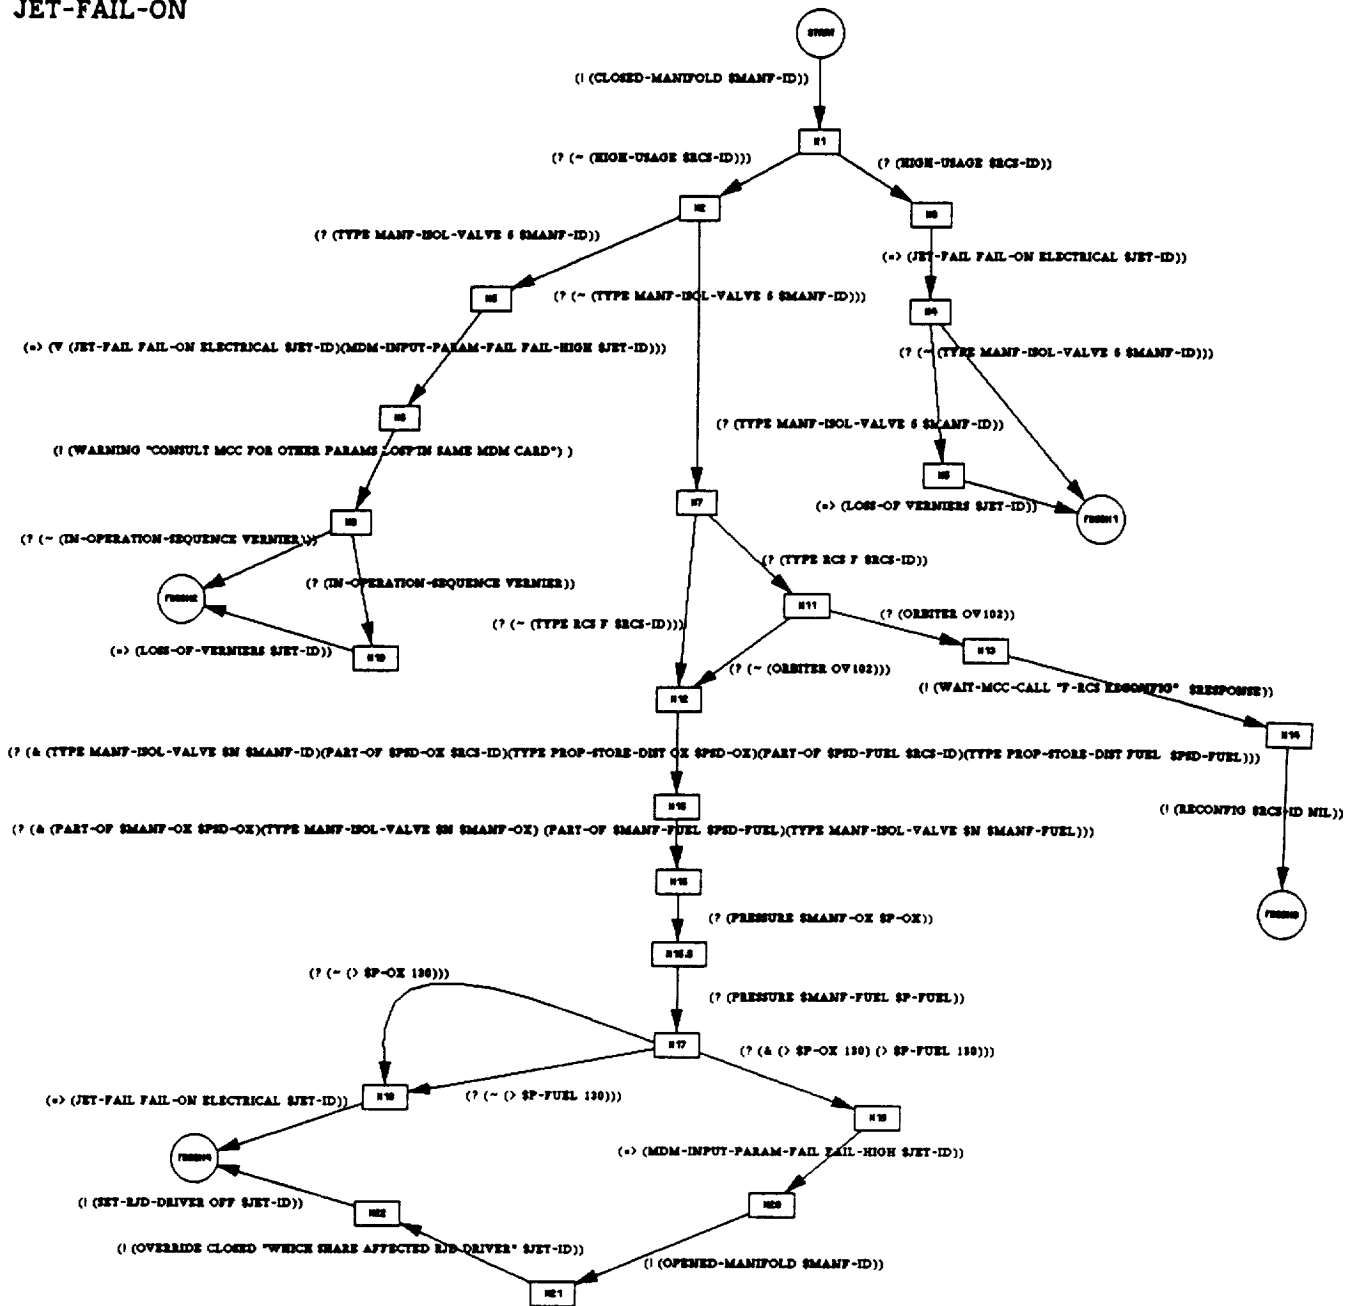 JET-FAIL-ON
START
(! (CLOSED-MANIFOLD $MANF-ID))
N1
(? (~ (HIGH-USAGE $RCS-ID)))
(? (HIGH-USAGE $RCS-ID))
N2
(? (TYPE MANF-ISOL-VALVE 5 $MANF-ID))
(=> (JET-FAIL FAIL-ON ELECTRICAL $JET-ID))
(? (~ (TYPE MANF-ISOL-VALVE 5 $MANF-ID)))
N4
(=> (V (JET-FAIL FAIL-ON ELECTRICAL $JET-ID)(MDM-INPUT-PARAM-FAIL FAIL-HIGH $JET-ID)))
(? (~ (TYPE MANF-ISOL-VALVE 5 $MANF-ID)))
(? (TYPE MANF-ISOL-VALVE 5 $MANF-ID))
(! (WARNING "CONSULT MCC FOR OTHER PARAMS LOST IN SAME MDM CARD") )
N7
(=> (LOSS-OF VERNIERS $JET-ID))
FINISH1
(? (~ (IN-OPERATION-SEQUENCE VERNIER)))
(? (TYPE RCS F $RCS-ID))
(? (IN-OPERATION-SEQUENCE VERNIER))
FINISH2
N11
(? (ORBITER OV102))
(? (~ (TYPE RCS F $RCS-ID)))
(=> (LOSS-OF-VERNIERS $JET-ID))
N10
N13
(? (~ (ORBITER OV102)))
(! (WAIT-MCC-CALL "F-RCS RECONFIG" $RESPONSE))
N12
N14
(? (& (TYPE MANF-ISOL-VALVE $N $MANF-ID)(PART-OF $PSD-OX $RCS-ID)(TYPE PROP-STORE-DIST OX $PSD-OX)(PART-OF $PSD-FUEL $RCS-ID)(TYPE PROP-STORE-DIST FUEL $PSD-FUEL)))
(! (RECONFIG $RCS-ID NIL))
(? (& (PART-OF $MANF-OX $PSD-OX)(TYPE MANF-ISOL-VALVE $N $MANF-OX) (PART-OF $MANF-FUEL $PSD-FUEL)(TYPE MANF-ISOL-VALVE $N $MANF-FUEL)))
(? (PRESSURE $MANF-OX $P-OX))
(? (~ (> $P-OX 130)))
(? (PRESSURE $MANF-FUEL $P-FUEL))
N17
(? (& (> $P-OX 130) (> $P-FUEL 130)))
(=> (JET-FAIL FAIL-ON ELECTRICAL $JET-ID))
(? (~ (> $P-FUEL 130)))
(=> (MDM-INPUT-PARAM-FAIL FAIL-HIGH $JET-ID))
FINISH4
(! (SET-RJD-DRIVER OFF $JET-ID))
N22
N20
(! (OVERRIDE CLOSED "WHICH SHARE AFFECTED RJD DRIVER" $JET-ID))
(! (OPENED-MANIFOLD $MANF-ID))
N21